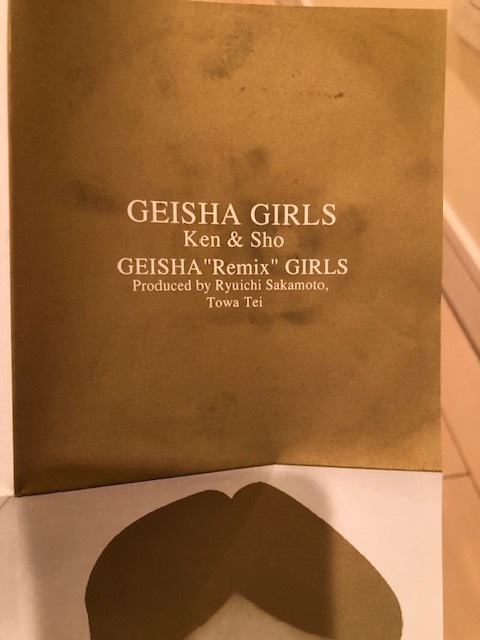 GEISHA GIRLS
Ken & Sho
GEISHA"Remix" GIRLS
Produced by Ryuichi Sakamoto,
Towa Tei